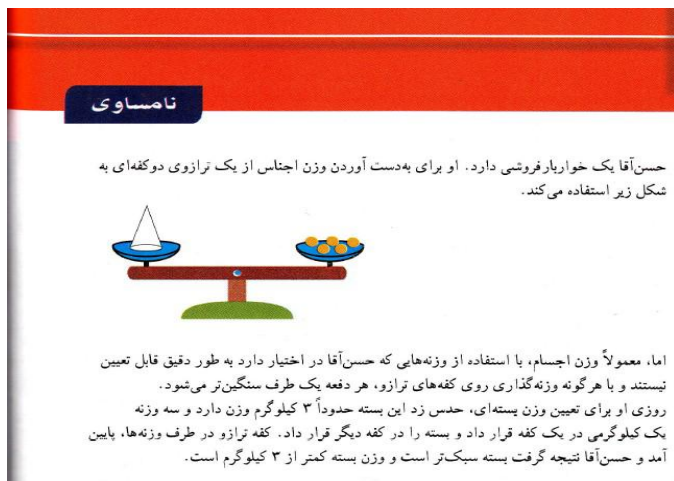 نامساوی
حسن‌آقا یک خواربارفروشی دارد. او برای به‌دست آوردن وزن اجناس از یک ترازوی دوکفه‌ای به
شکل زیر استفاده می‌کند.
اما، معمولاً وزن اجسام، با استفاده از وزنه‌هایی که حسن‌آقا در اختیار دارد به طور دقیق قابل تعیین
نیستند و با هرگونه وزنه‌گذاری روی کفه‌های ترازو، هر دفعه یک طرف سنگین‌تر می‌شود.
روزی او برای تعیین وزن بسته‌ای، حدس زد این بسته حدوداً ۳ کیلوگرم وزن دارد و سه وزنه
یک کیلوگرمی در یک کفه قرار داد و بسته را در کفه دیگر قرار داد. کفه ترازو در طرف وزنه‌ها، پایین
آمد و حسن‌آقا نتیجه گرفت بسته سبک‌تر است و وزن بسته کمتر از ۳ کیلوگرم است.